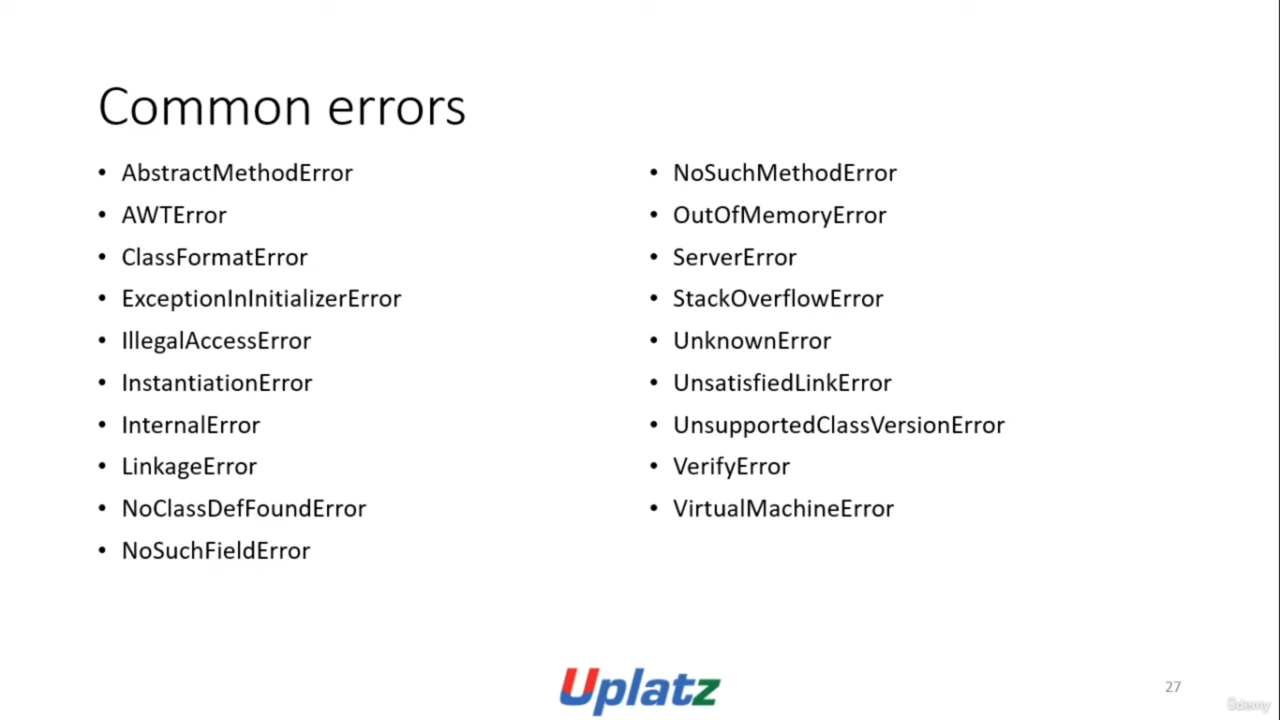 Common errors
• AbstractMethodError
• AWTError
• ClassFormatError
• ExceptionInInitializerError
• IllegalAccessError
• InstantiationError
• InternalError
• LinkageError
• NoClassDefFoundError
• NoSuchFieldError
• NoSuchMethodError
• OutOfMemoryError
• ServerError
• StackOverflowError
• UnknownError
• UnsatisfiedLinkError
• UnsupportedClassVersionError
• VerifyError
• VirtualMachineError
Uplatz
27
ûdemy